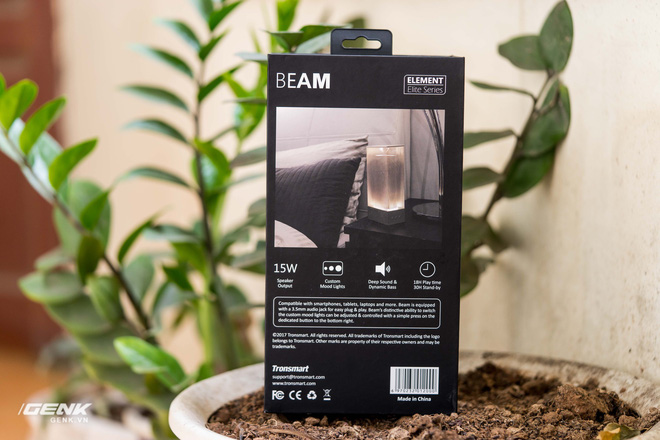 BEAM
ELEMENT
Elite Series
15W
Speaker
Output
Custom
Mood Lights
Deep Sound &
Dynamic Bass
18H Play time
30H Stand-by
Compatible with smartphones, tablets, laptops and more. Beam is equipped
with a 3.5mm audio jack for easy plug & play. Beam's distinctive ability to switch
the custom mood lights can be adjusted & controlled with a simple press on the
dedicated button to the bottom right.
©2017 Tronsmart. All rights reserved. All trademarks of Tronsmart including the logo
belongs to Tronsmart. Other marks are property of their respective owners and may be
trademarks.
Tronsmart
support@tronsmart.com
www.tronsmart.com
FC CE
Made in China
GENK
GENK.VN